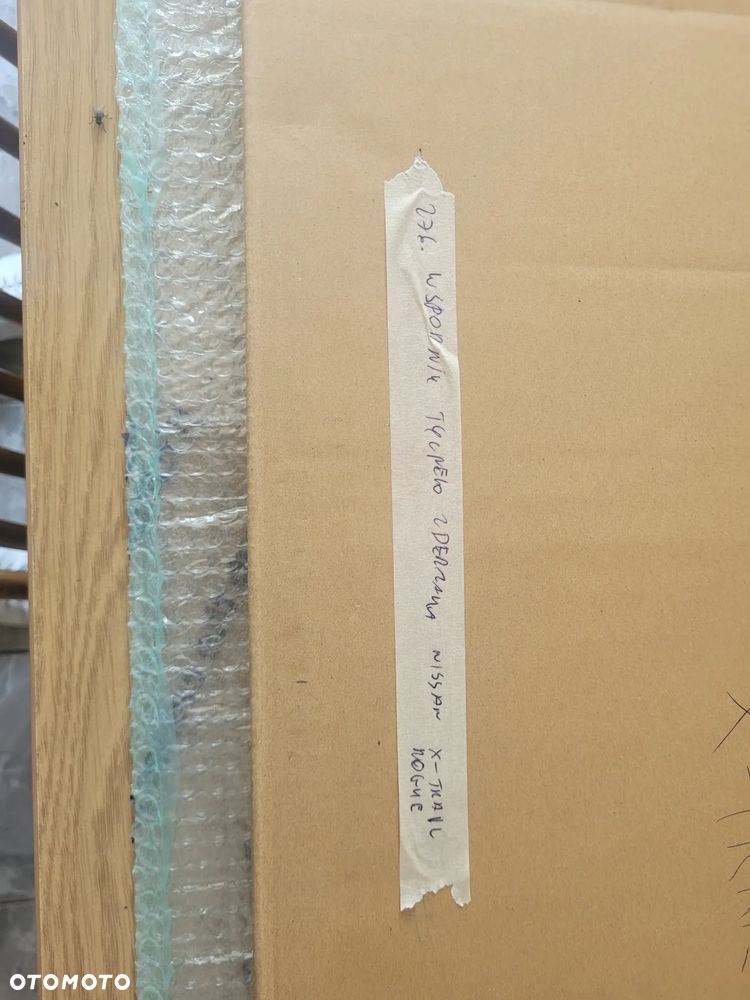 276. WSPORNIK TYLNEGO ZDERZAKA NISSAN X-TRAIL
ROGUE
OTOMOTO